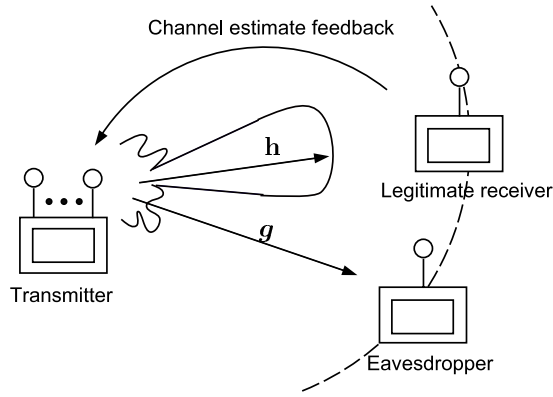 Channel estimate feedback
h
Legitimate receiver
g
Transmitter
Eavesdropper